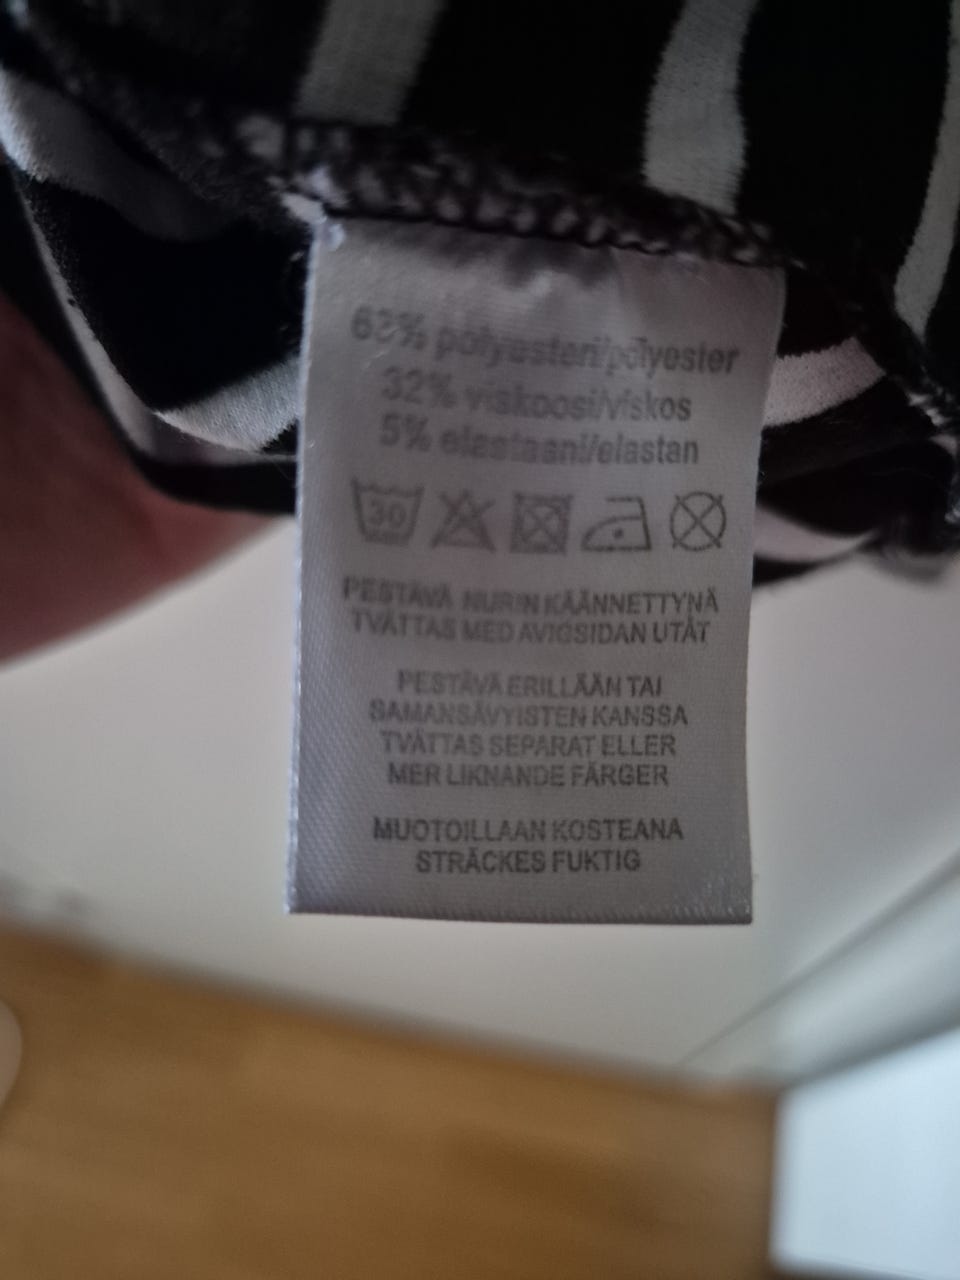 63% polyesteri/polyester
32% viskoosi/viskos
5% elastaani/elastan
30
PESTÄVÄ NURIN KÄÄNNETTYNÄ
TVÄTTAS MED AVIGSIDAN UTÅT
PESTÄVÄ ERILLÄÄN TAI
SAMANSÄVYISTEN KANSSA
TVÄTTAS SEPARAT ELLER
MER LIKNANDE FÄRGER
MUOTOILLAAN KOSTEANA
STRÄCKES FUKTIG